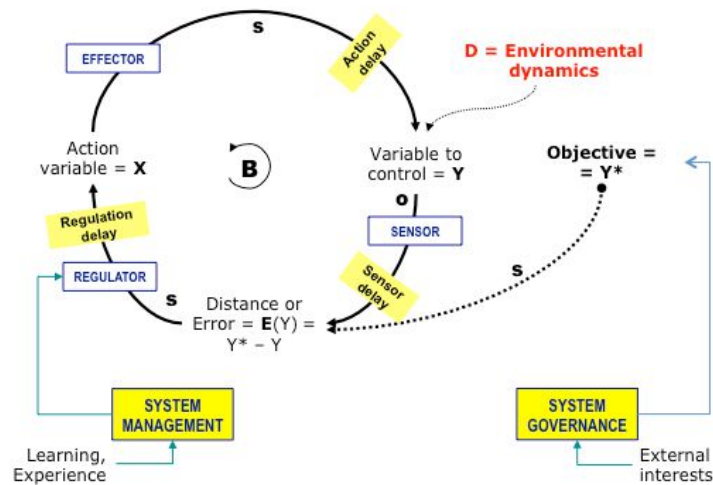 s
EFFECTOR
Action
delay
D = Environmental
dynamics
Action
variable = X
B
Variable to
control = Y
Objective =
= Y*
o
Regulation
delay
SENSOR
REGULATOR
s
Sensor
delay
s
Distance or
Error = E(Y) =
Y* – Y
SYSTEM
MANAGEMENT
SYSTEM
GOVERNANCE
Learning,
Experience
External
interests